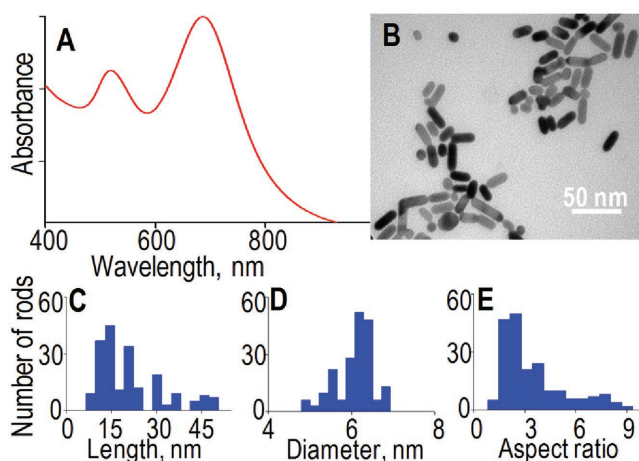 A
Absorbance
400
600
800
Wavelength, nm
B
50 nm
C
Number of rods
60
30
0
0
15
30
45
Length, nm
D
60
30
0
4
6
8
Diameter, nm
E
60
30
0
3
6
9
Aspect ratio